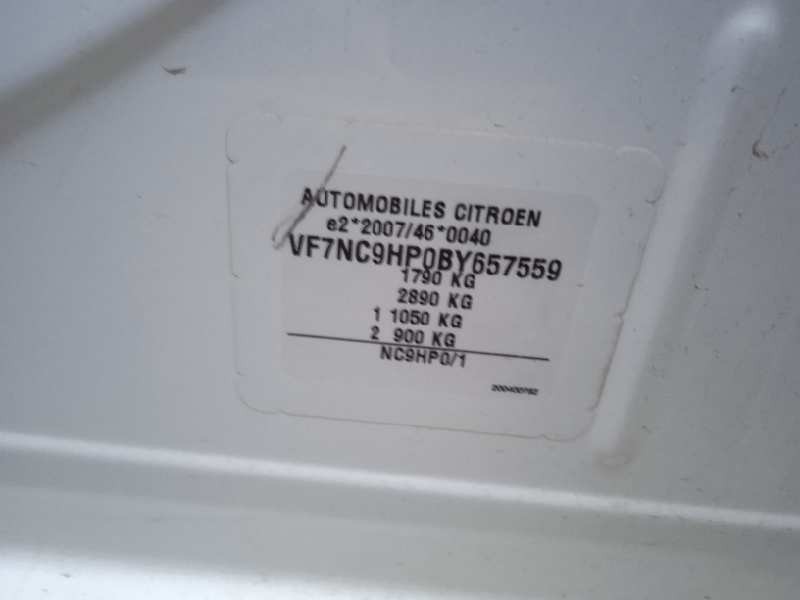 AUTOMOBILES CITROEN
e2*2007/46*0040
VF7NC9HP0BY657559
1790 KG
2890 KG
1 1050 KG
2 900 KG
NC9HP0/1
200400762